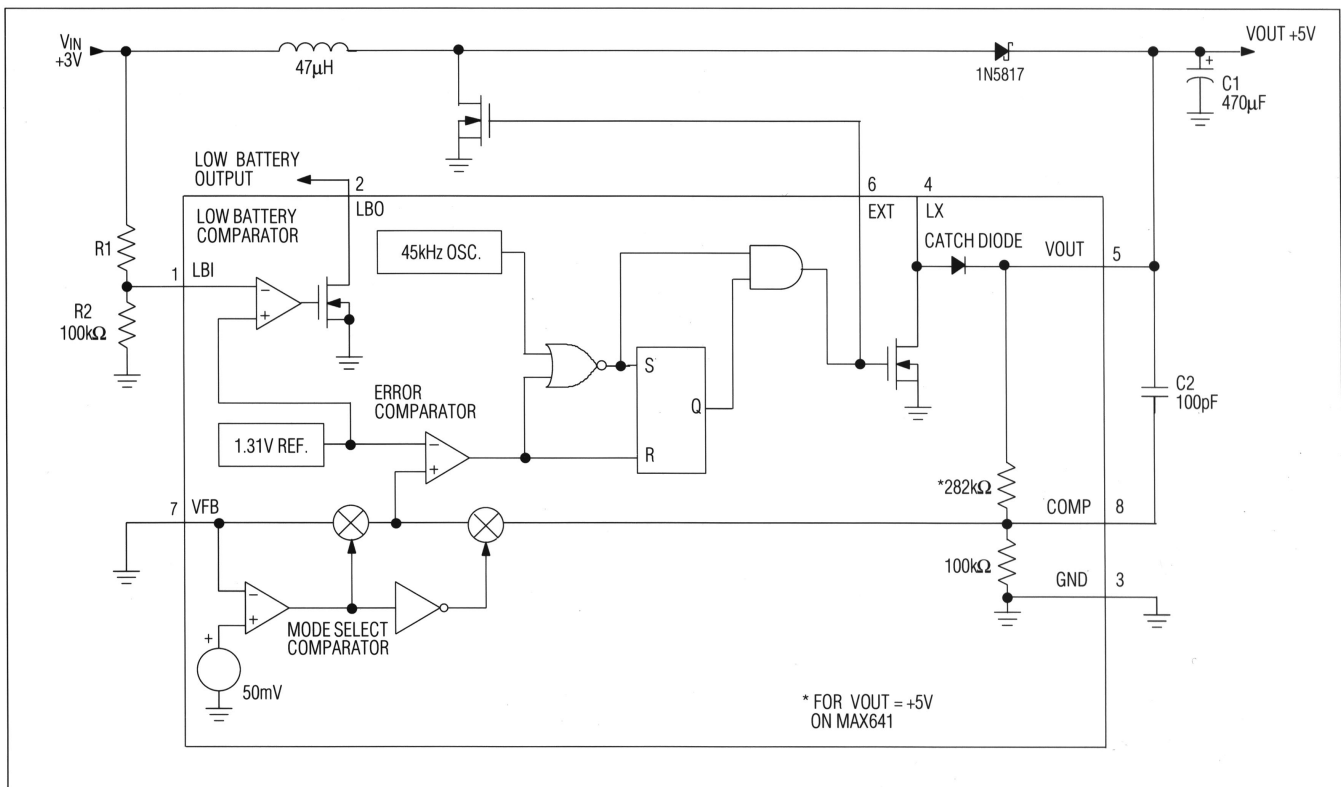 VIN
+3V
47µH
1N5817
VOUT +5V
+
C1
470µF
LOW BATTERY
OUTPUT
2
LBO
6
EXT
4
LX
LOW BATTERY
COMPARATOR
45kHz OSC.
CATCH DIODE
VOUT
5
R1
1
LBI
−
+
R2
100kΩ
S
Q
R
C2
100pF
ERROR
COMPARATOR
1.31V REF.
−
+
*282kΩ
7
VFB
COMP
8
100kΩ
GND
3
−
+
MODE SELECT
COMPARATOR
+
50mV
* FOR VOUT = +5V
ON MAX641